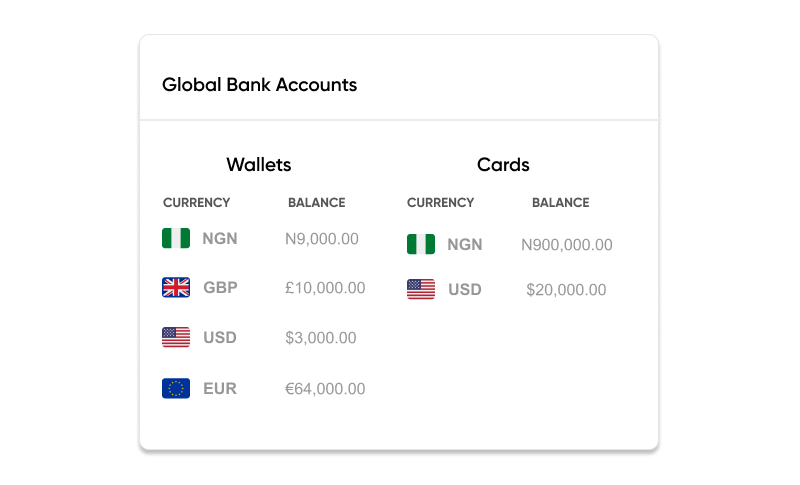 Global Bank Accounts
Wallets
CURRENCY BALANCE
NGN N9,000.00
GBP £10,000.00
USD $3,000.00
EUR €64,000.00
Cards
CURRENCY BALANCE
NGN N900,000.00
USD $20,000.00